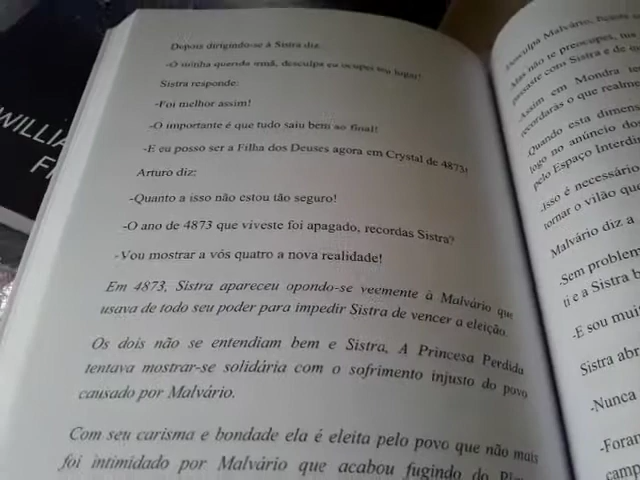 WILLIA
Depois dirigindo-se à Sistra diz:
-O minha querida irmã, desculpa eu ocupei teu lugar!
Sistra responde:
-Foi melhor assim!
-O importante é que tudo saiu bem ao final!
-E eu posso ser a Filha dos Deuses agora em Crystal de 4873!
Arturo diz:
-Quanto a isso não estou tão seguro!
-O ano de 4873 que viveste foi apagado, recordas Sistra?
-Vou mostrar a vós quatro a nova realidade!
Em 4873, Sistra apareceu opondo-se veemente à Malvário que
usava de todo seu poder para impedir Sistra de vencer a eleição.
Os dois não se entendiam bem e Sistra, A Princesa Perdida
tentava mostrar-se solidária com o sofrimento injusto do povo
causado por Malvário.
Com seu carisma e bondade ela é eleita pelo povo que não mais
foi intimidado por Malvário que acabou fugindo do
Malvário,
Mas não te preocupes, tua
passaste com Sistra e de
-Assim em Mondra
recordarás o que realme
Quando esta dimen
logo no anúncio dos
pelo Espaço Interdi
-Isso é necessário
tornar o vilão que
Malvário diz a
-Sem problem
ti e a Sistra
-E sou mui
Sistra abr
-Nunca
-Foran
camp